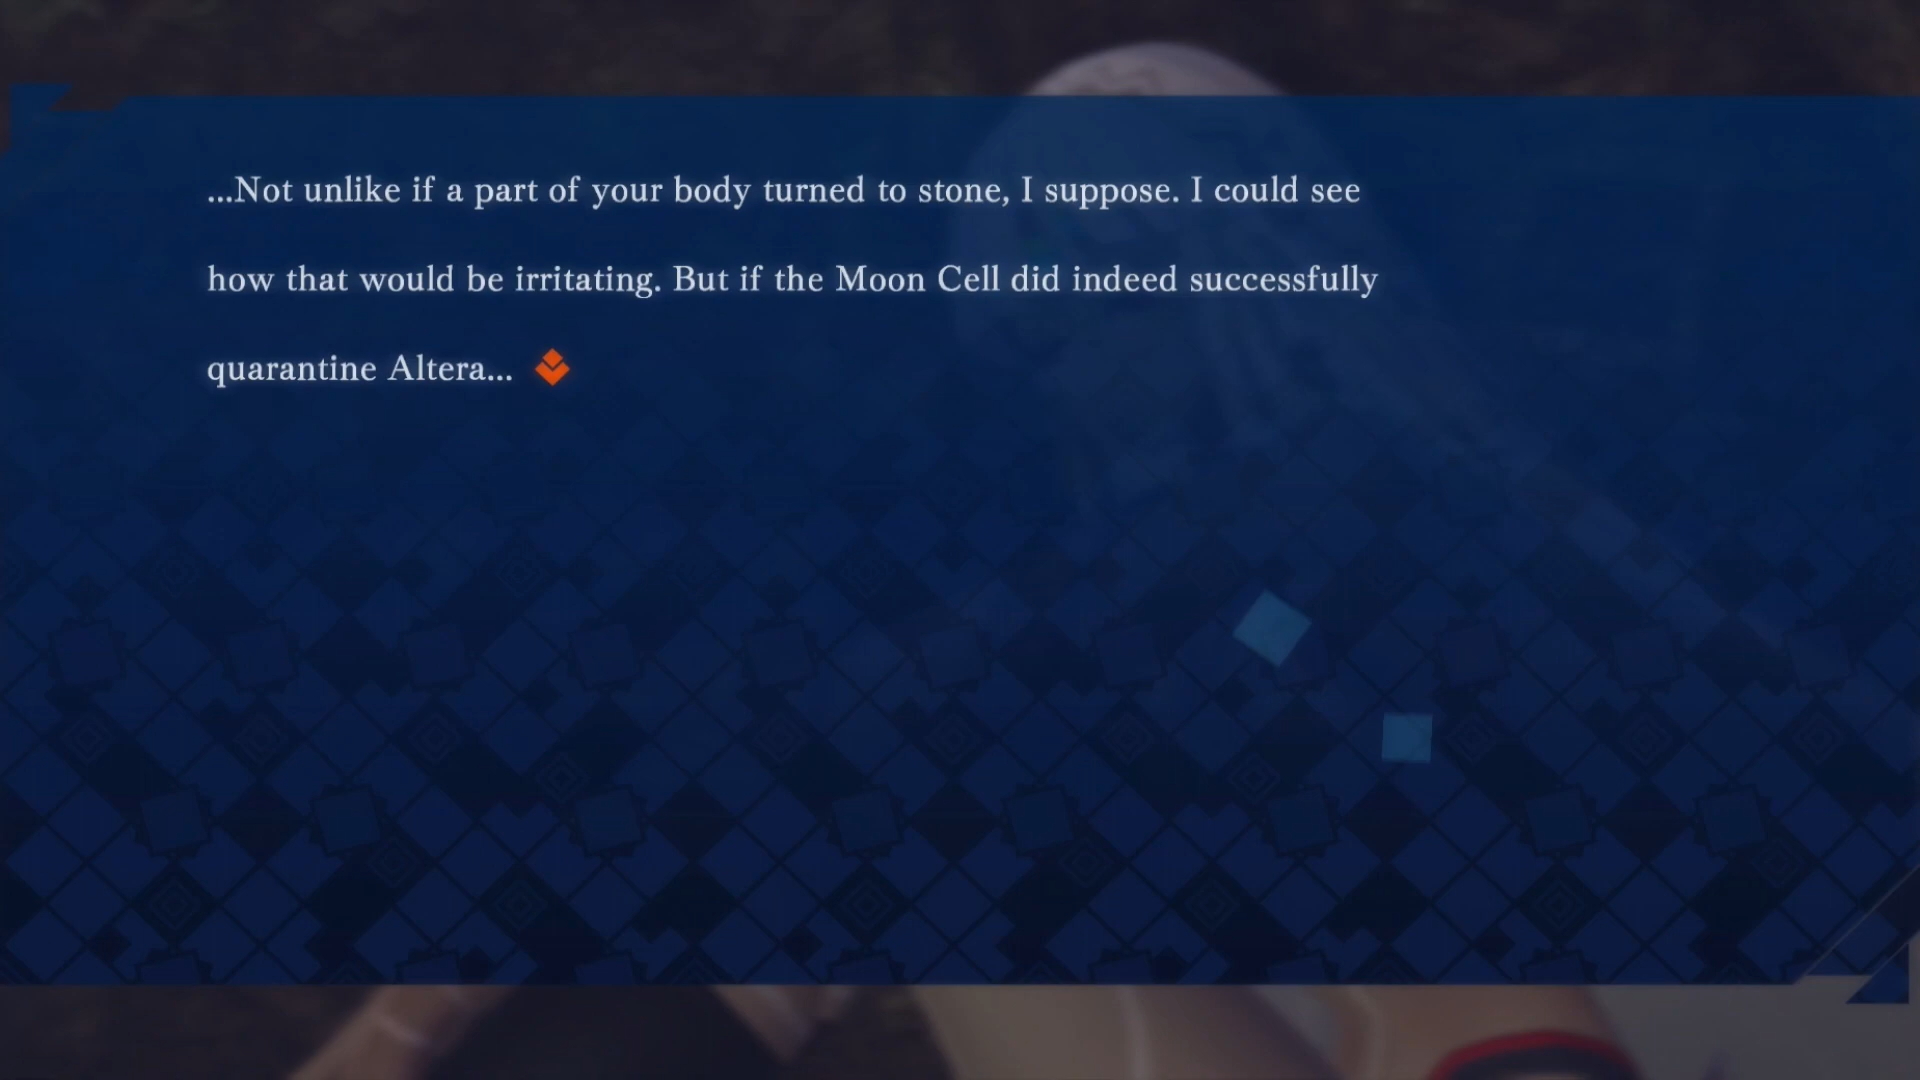 ...Not unlike if a part of your body turned to stone, I suppose. I could see
how that would be irritating. But if the Moon Cell did indeed successfully
quarantine Altera...